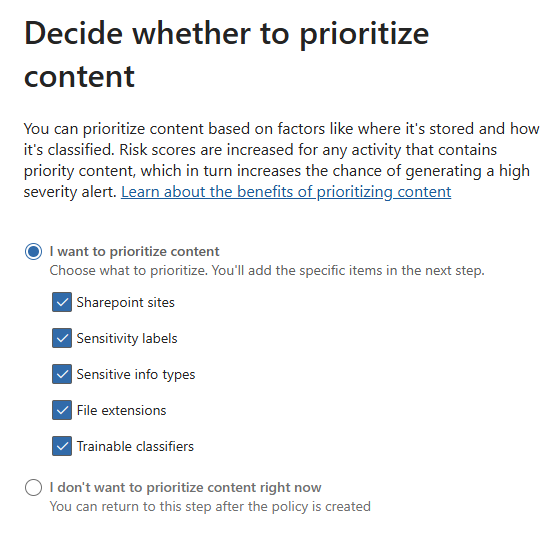 Decide whether to prioritize
content
You can prioritize content based on factors like where it's stored and how
it's classified. Risk scores are increased for any activity that contains
priority content, which in turn increases the chance of generating a high
severity alert. Learn about the benefits of prioritizing content
I want to prioritize content
Choose what to prioritize. You'll add the specific items in the next step.
Sharepoint sites
Sensitivity labels
Sensitive info types
File extensions
Trainable classifiers
I don't want to prioritize content right now
You can return to this step after the policy is created